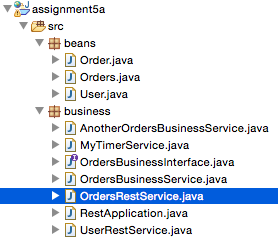 assignment5a
src
beans
Order.java
Orders.java
User.java
business
AnotherOrdersBusinessService.java
MyTimerService.java
OrdersBusinessInterface.java
OrdersBusinessService.java
OrdersRestService.java
RestApplication.java
UserRestService.java